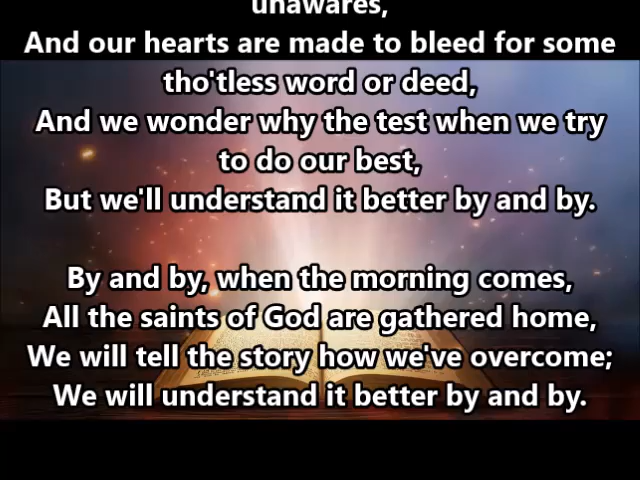 unawares,
And our hearts are made to bleed for some
tho'tless word or deed,
And we wonder why the test when we try
to do our best,
But we'll understand it better by and by.
By and by, when the morning comes,
All the saints of God are gathered home,
We will tell the story how we've overcome;
We will understand it better by and by.